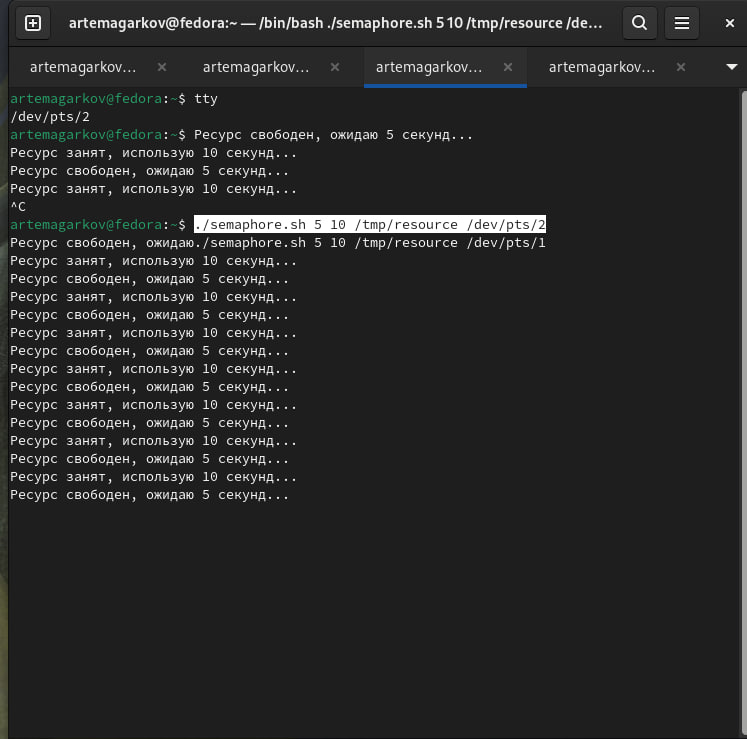 artemagarkov@fedora:~ — /bin/bash ./semaphore.sh 5 10 /tmp/resource /de...
artemagarkov... artemagarkov... artemagarkov... artemagarkov...
artemagarkov@fedora:~$ tty
/dev/pts/2
artemagarkov@fedora:~$ Ресурс свободен, ожидаю 5 секунд...
Ресурс занят, использую 10 секунд...
Ресурс свободен, ожидаю 5 секунд...
Ресурс занят, использую 10 секунд...
^C
artemagarkov@fedora:~$ ./semaphore.sh 5 10 /tmp/resource /dev/pts/2
Ресурс свободен, ожидаю./semaphore.sh 5 10 /tmp/resource /dev/pts/1
Ресурс занят, использую 10 секунд...
Ресурс свободен, ожидаю 5 секунд...
Ресурс занят, использую 10 секунд...
Ресурс свободен, ожидаю 5 секунд...
Ресурс занят, использую 10 секунд...
Ресурс свободен, ожидаю 5 секунд...
Ресурс занят, использую 10 секунд...
Ресурс свободен, ожидаю 5 секунд...
Ресурс занят, использую 10 секунд...
Ресурс свободен, ожидаю 5 секунд...
Ресурс занят, использую 10 секунд...
Ресурс свободен, ожидаю 5 секунд...
Ресурс занят, использую 10 секунд...
Ресурс свободен, ожидаю 5 секунд...